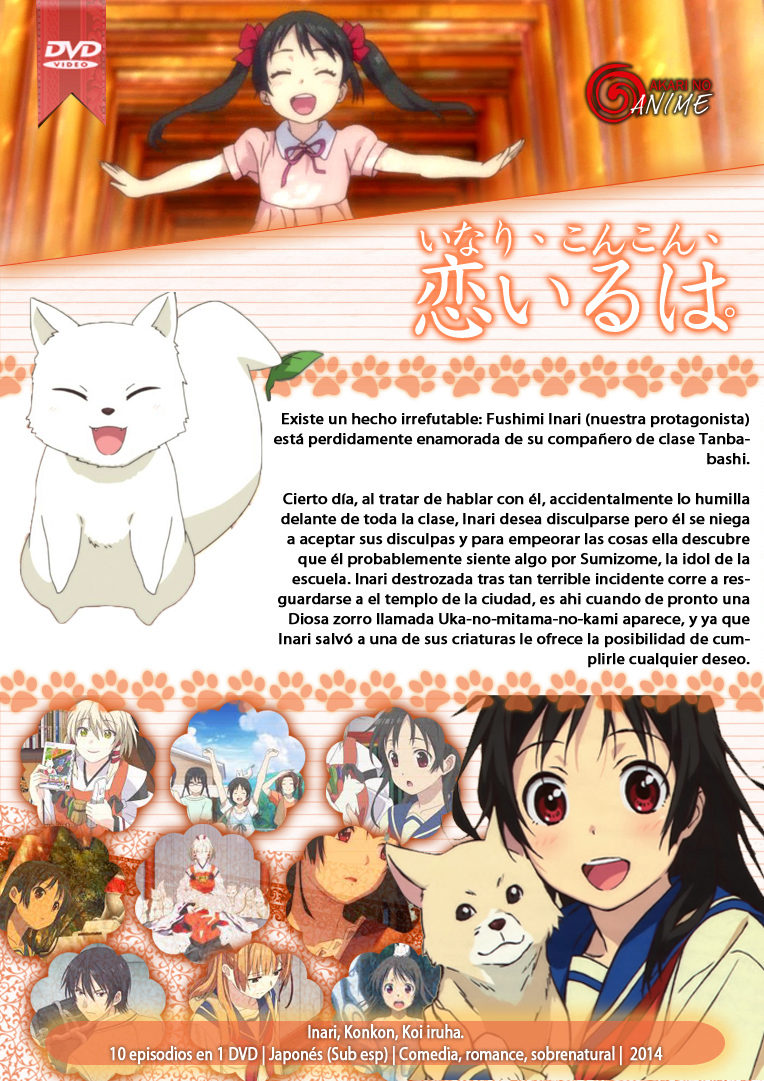 DVD
VIDEO
AKARI NO
ANIME
いなり、こんこん、
恋いるは。
Existe un hecho irrefutable: Fushimi Inari (nuestra protagonista)
está perdidamente enamorada de su compañero de clase Tanba-
bashi.
Cierto día, al tratar de hablar con él, accidentalmente lo humilla
delante de toda la clase, Inari desea disculparse pero él se niega
a aceptar sus disculpas y para empeorar las cosas ella descubre
que él probablemente siente algo por Sumizome, la idol de la
escuela. Inari destrozada tras tan terrible incidente corre a res-
guardarse a el templo de la ciudad, es ahi cuando de pronto una
Diosa zorro llamada Uka-no-mitama-no-kami aparece, y ya que
Inari salvó a una de sus criaturas le ofrece la posibilidad de cum-
plirle cualquier deseo.
Inari, Konkon, Koi iruha.
10 episodios en 1 DVD | Japonés (Sub esp) | Comedia, romance, sobrenatural | 2014